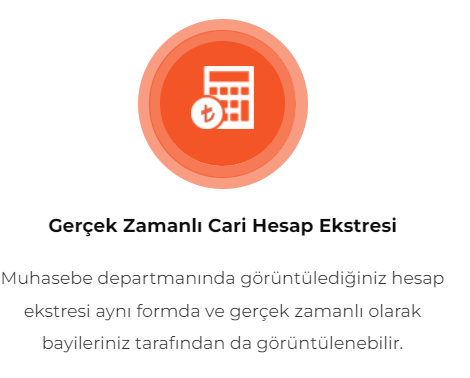 Gerçek Zamanlı Cari Hesap Ekstresi
Muhasebe departmanında görüntülediğiniz hesap
ekstresi aynı formda ve gerçek zamanlı olarak
bayileriniz tarafından da görüntülenebilir.